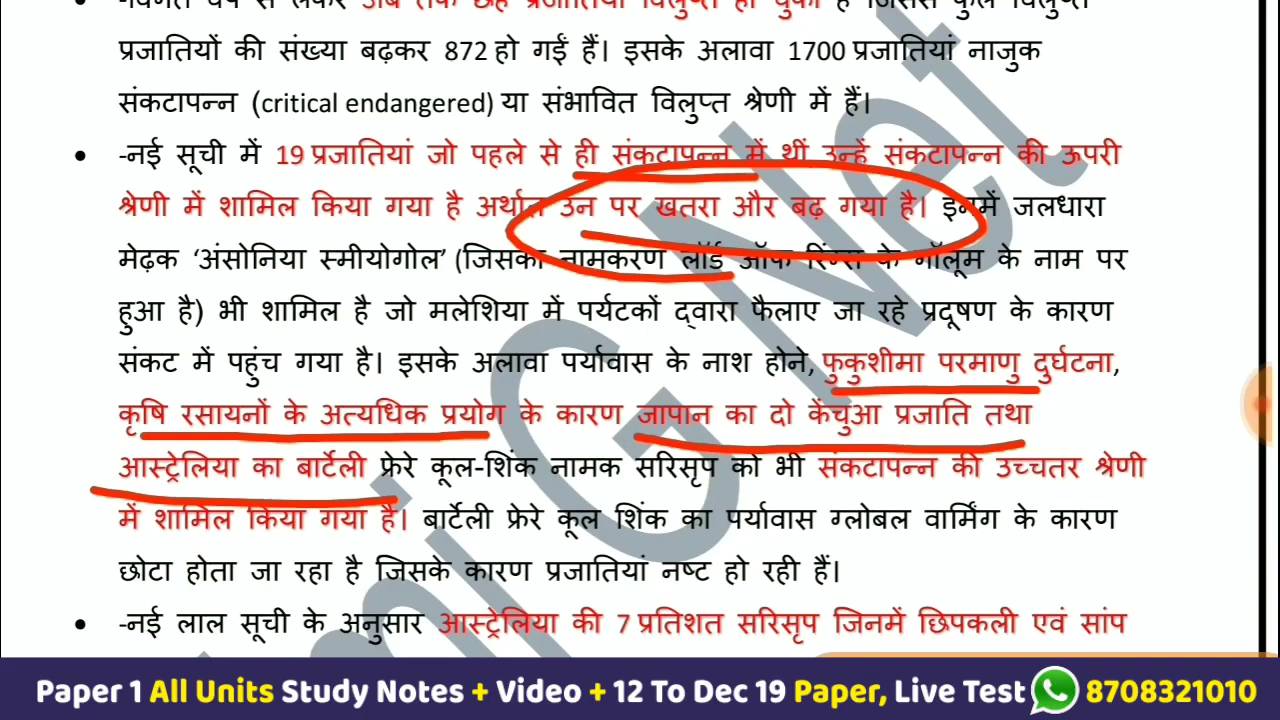 प्रजातियों की संख्या बढ़कर 872 हो गईं हैं। इसके अलावा 1700 प्रजातियां नाजुक
संकटापन्न (critical endangered) या संभावित विलुप्त श्रेणी में हैं।
• -नई सूची में 19 प्रजातियां जो पहले से ही संकटापन्न में थीं उन्हें संकटापन्न की ऊपरी
श्रेणी में शामिल किया गया है अर्थात उन पर खतरा और बढ़ गया है। इनमें जलधारा
मेढ़क ‘अंसोनिया स्मीयोगोल’ (जिसका नामकरण लॉर्ड ऑफ रिंग्स के गॉलूम के नाम पर
हुआ है) भी शामिल है जो मलेशिया में पर्यटकों द्वारा फैलाए जा रहे प्रदूषण के कारण
संकट में पहुंच गया है। इसके अलावा पर्यावास के नाश होने, फुकुशीमा परमाणु दुर्घटना,
कृषि रसायनों के अत्यधिक प्रयोग के कारण जापान का दो केंचुआ प्रजाति तथा
आस्ट्रेलिया का बार्टेली फ्रेरे कूल-शिंक नामक सरिसृप को भी संकटापन्न की उच्चतर श्रेणी
में शामिल किया गया है। बार्टेली फ्रेरे कूल शिंक का पर्यावास ग्लोबल वार्मिंग के कारण
छोटा होता जा रहा है जिसके कारण प्रजातियां नष्ट हो रही हैं।
• -नई लाल सूची के अनुसार आस्ट्रेलिया की 7 प्रतिशत सरिसृप जिनमें छिपकली एवं सांप
Paper 1 All Units Study Notes + Video + 12 To Dec 19 Paper, Live Test 8708321010